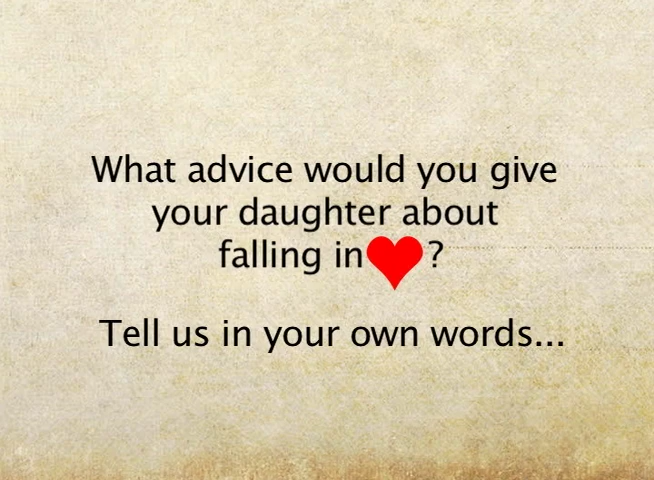 What advice would you give
your daughter about
falling in ❤?
Tell us in your own words...